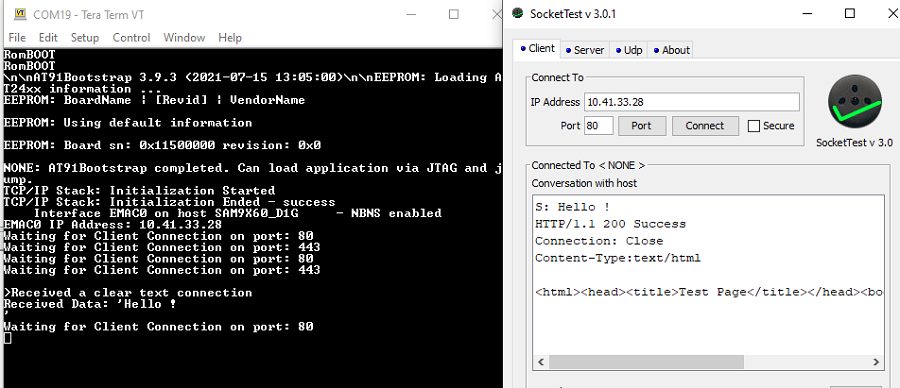 COM19 - Tera Term VT
File Edit Setup Control Window Help
RomBOOT
RomBOOT
\n\nAT91Bootstrap 3.9.3 (2021-07-15 13:05:00)\n\nEEPROM: Loading A
T24xx information ...
EEPROM: BoardName | [Revid] | VendorName
EEPROM: Using default information
EEPROM: Board sn: 0x11500000 revision: 0x0
NONE: AT91Bootstrap completed. Can load application via JTAG and j
ump.
TCP/IP Stack: Initialization Started
TCP/IP Stack: Initialization Ended - success
Interface EMAC0 on host SAM9X60_D1G - NBNS enabled
EMAC0 IP Address: 10.41.33.28
Waiting for Client Connection on port: 80
Waiting for Client Connection on port: 443
Waiting for Client Connection on port: 80
Waiting for Client Connection on port: 443
>Received a clear text connection
Received Data: 'Hello !
'
Waiting for Client Connection on port: 80
SocketTest v 3.0.1
Client Server Udp About
Connect To
IP Address 10.41.33.28
Port 80 Port Connect Secure
SocketTest v 3.0
Connected To < NONE >
Conversation with host
S: Hello !
HTTP/1.1 200 Success
Connection: Close
Content-Type:text/html
<html><head><title>Test Page</title></head><bo